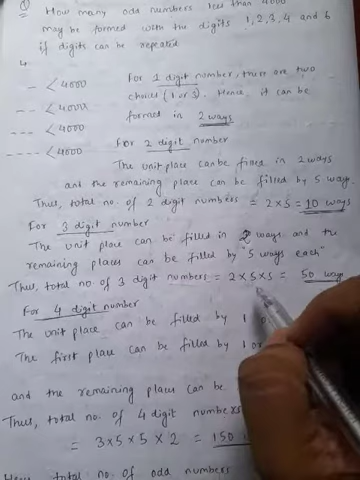 ① How many odd numbers less than 4000
may be formed with the digits 1, 2, 3, 4 and 6
if digits can be repeated
4
— < 4000 For 1 digit number, there are two
choices (1 or 3). Hence, it can be
-- < 4000
formed in 2 ways
--- < 4000
---- < 4000 For 2 digit number
The unit place can be filled in 2 ways
and the remaining place can be filled by 5 ways.
Thus, total no. of 2 digit numbers = 2 × 5 = 10 ways
For 3 digit number
The unit place can be filled in 2 ways and the
remaining places can be filled by "5 ways each"
Thus, total no. of 3 digit numbers = 2 × 5 × 5 = 50 ways
For 4 digit number
The unit place can be filled by 1 or
The first place can be filled by 1 or
and the remaining places can be
Thus, total no. of 4 digit numbers
= 3 × 5 × 5 × 2 = 150
total no. of odd numbers